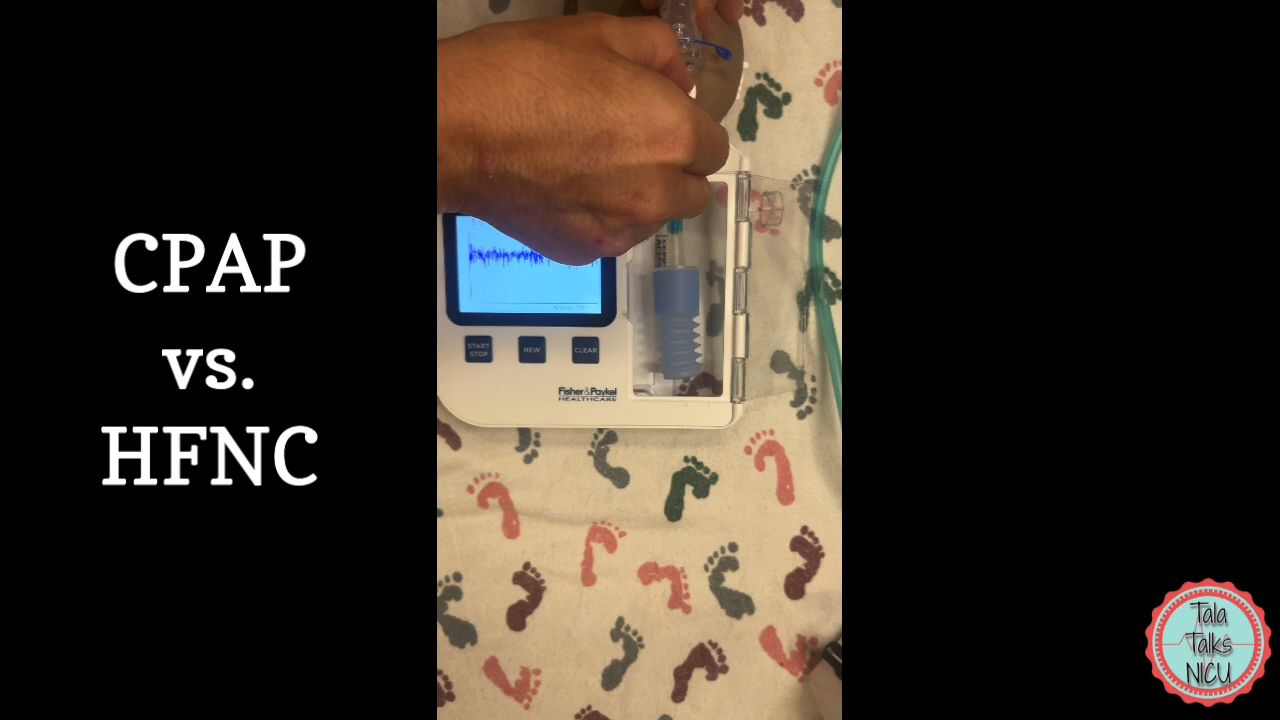 CPAP
vs.
HFNC
START
STOP
NEW
CLEAR
Fisher&Paykel
HEALTHCARE
Tala
Talks
NICU